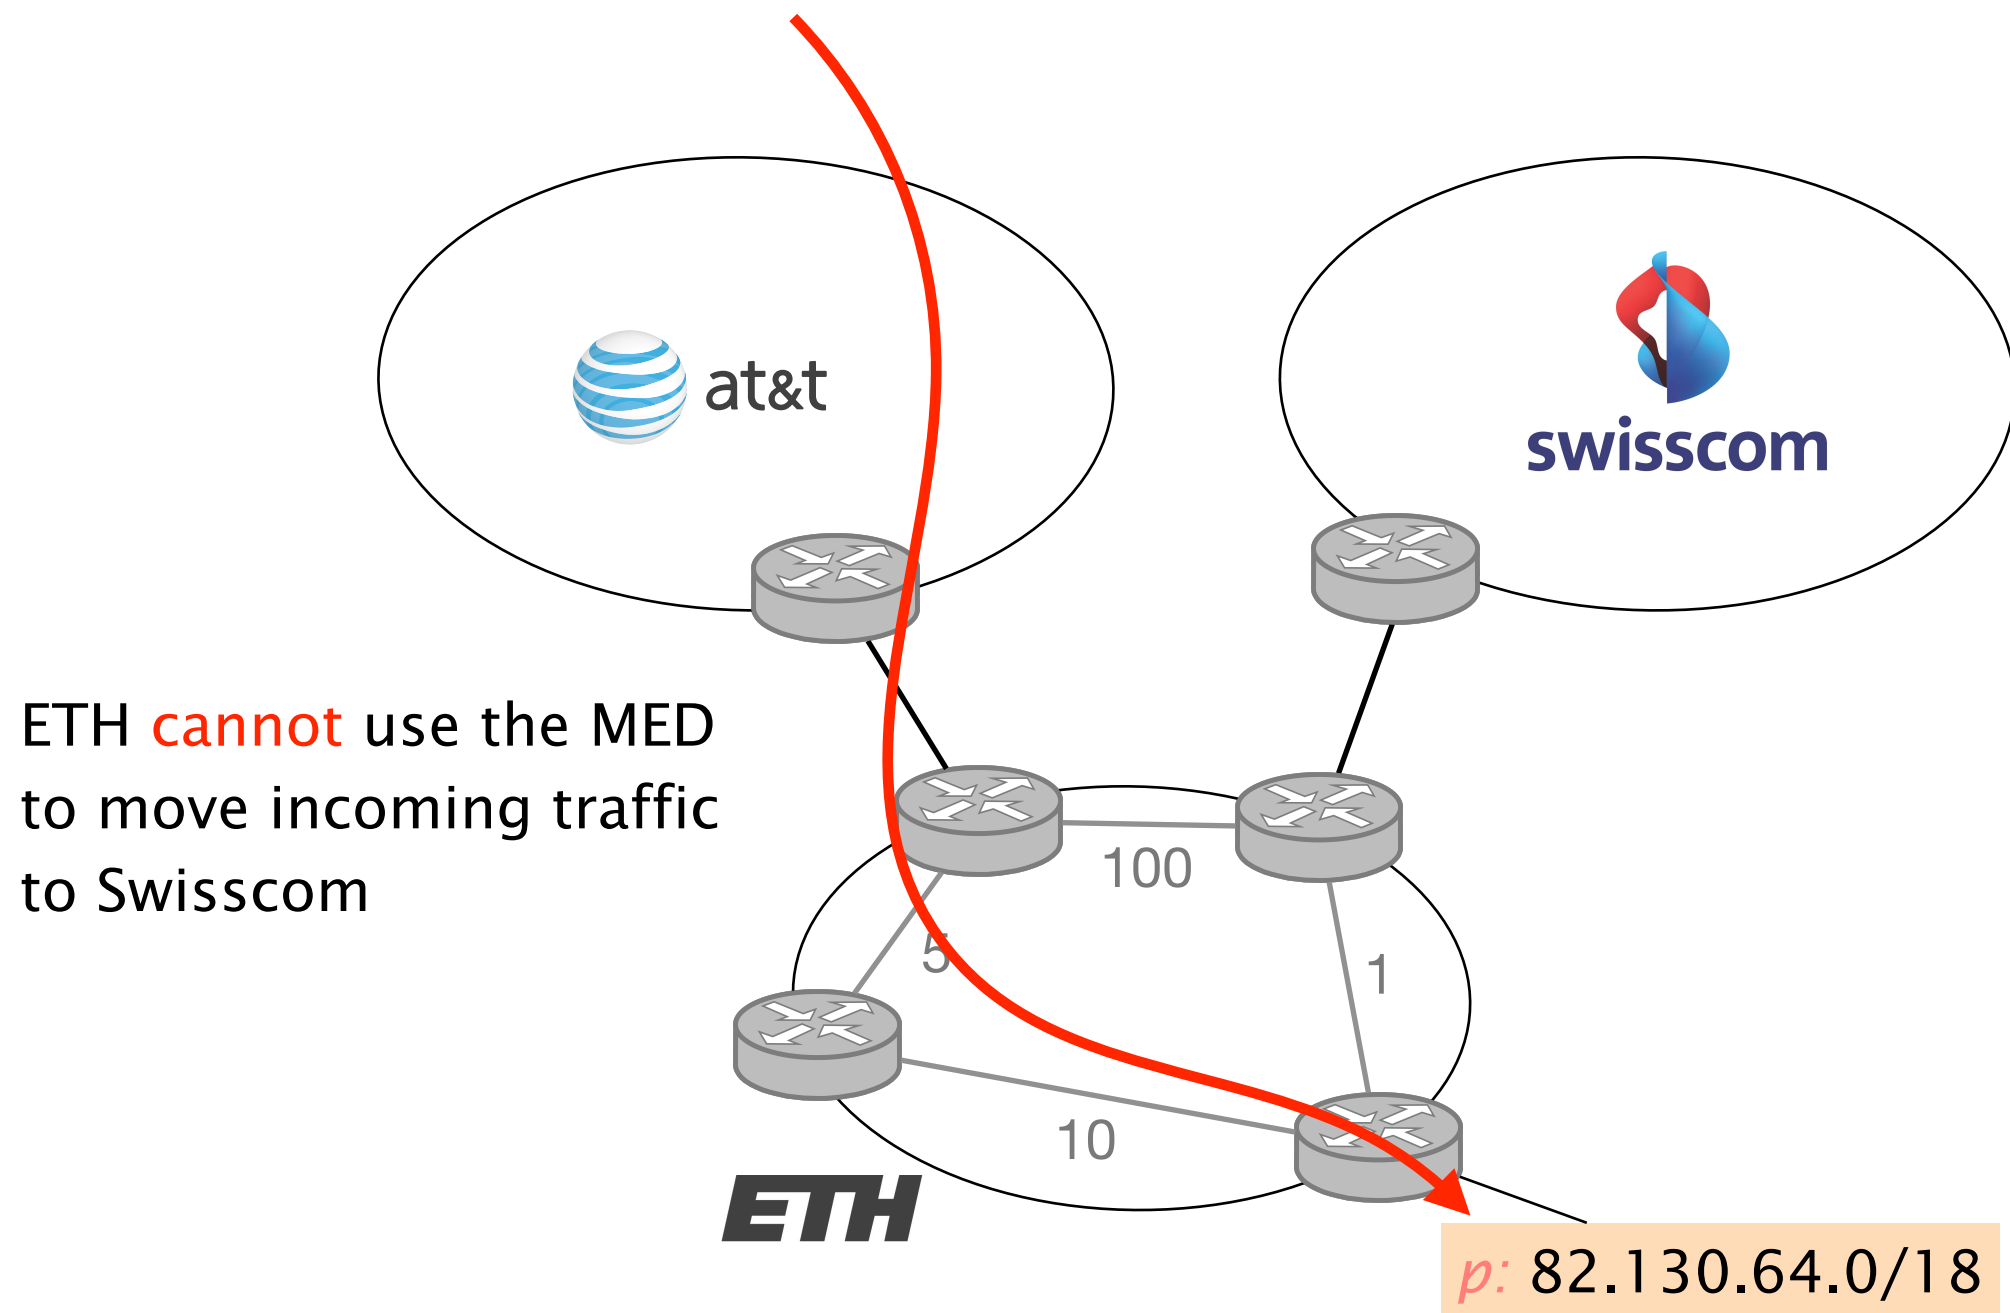 at&t
swisscom
ETH cannot use the MED
to move incoming traffic
to Swisscom
100
5
1
10
ETH
p: 82.130.64.0/18